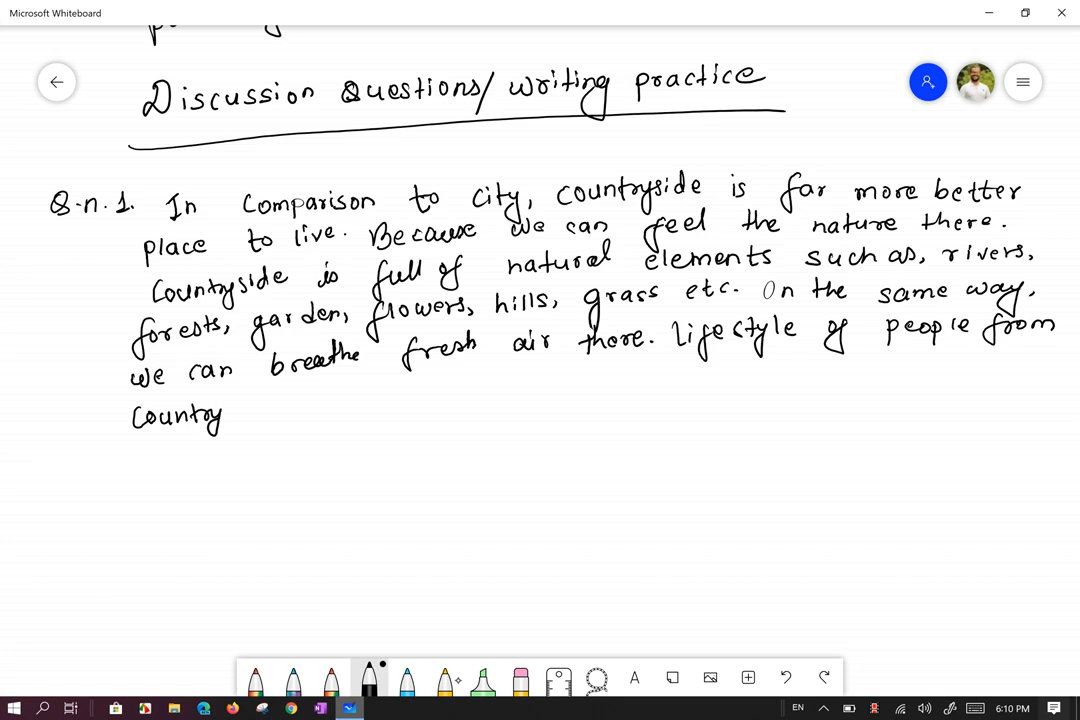 Microsoft Whiteboard
Discussion Questions/ writing practice
Q.n.1. In comparison to city, countryside is far more better
place to live. Because we can feel the nature there.
Countryside is full of natural elements such as, rivers,
forests, garden, flowers, hills, grass etc. On the same way,
we can breathe fresh air there. Lifestyle of people from
country
EN
6:10 PM